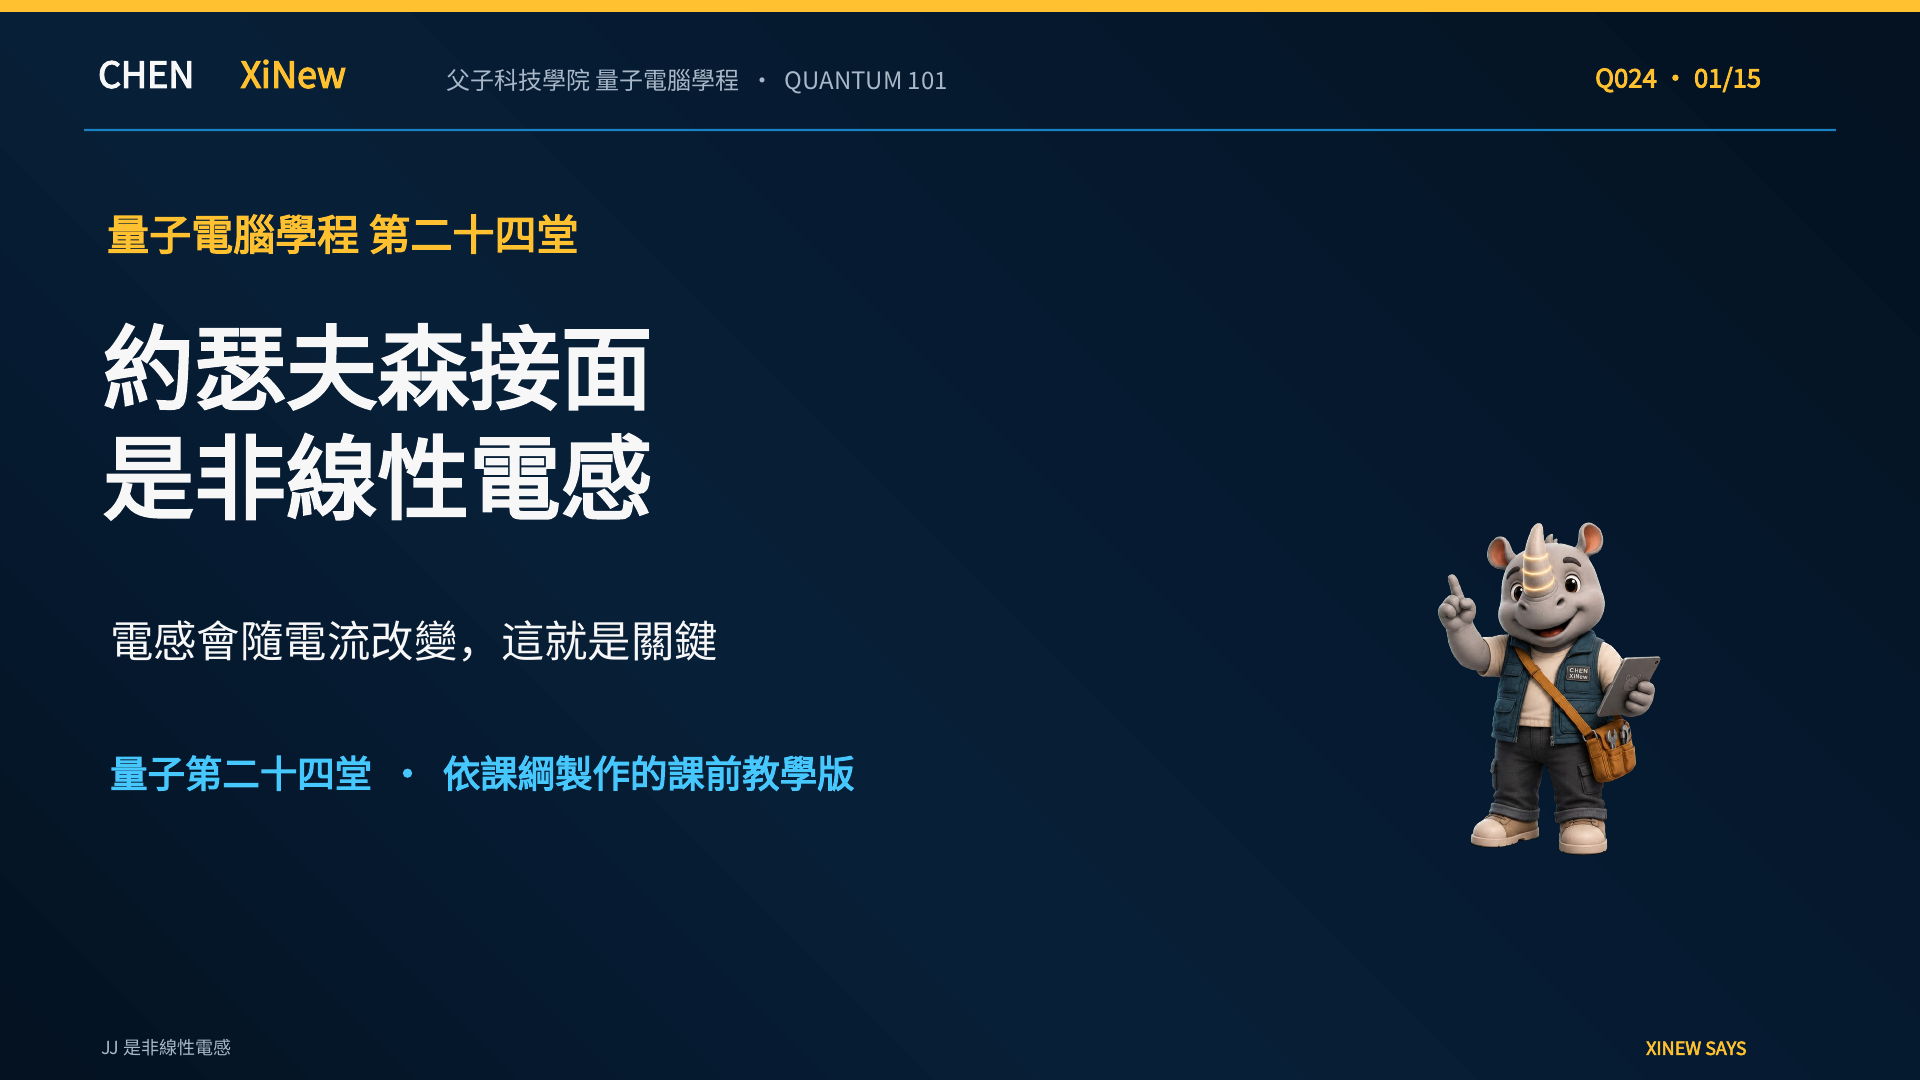 CHEN XiNew 父子科技學院 量子電腦學程 • QUANTUM 101 Q024 • 01/15
量子電腦學程 第二十四堂
約瑟夫森接面
是非線性電感
電感會隨電流改變，這就是關鍵
量子第二十四堂 • 依課綱製作的課前教學版
CHEN
XiNew
JJ 是非線性電感 XINEW SAYS